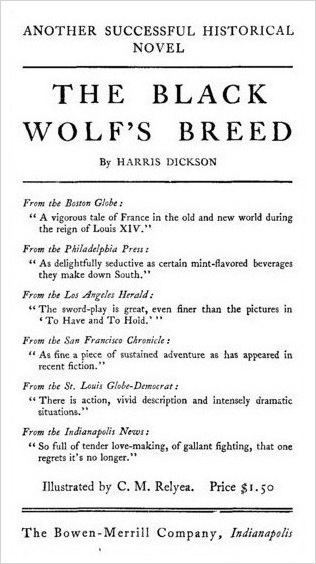 ANOTHER SUCCESSFUL HISTORICAL
NOVEL
THE BLACK
WOLF'S BREED
By HARRIS DICKSON
From the Boston Globe:
"A vigorous tale of France in the old and new world during
the reign of Louis XIV."
From the Philadelphia Press:
"As delightfully seductive as certain mint-flavored beverages
they make down South."
From the Los Angeles Herald:
"The sword-play is great, even finer than the pictures in
'To Have and To Hold.'"
From the San Francisco Chronicle:
"As fine a piece of sustained adventure as has appeared
in recent fiction."
From the St. Louis Globe-Democrat:
"There is action, vivid description and intensely dramatic
situations."
From the Indianapolis News:
"So full of tender love-making, of gallant fighting, that one
regrets it's no longer."
Illustrated by C. M. Relyea. Price $1.50
The Bowen-Merrill Company, Indianapolis